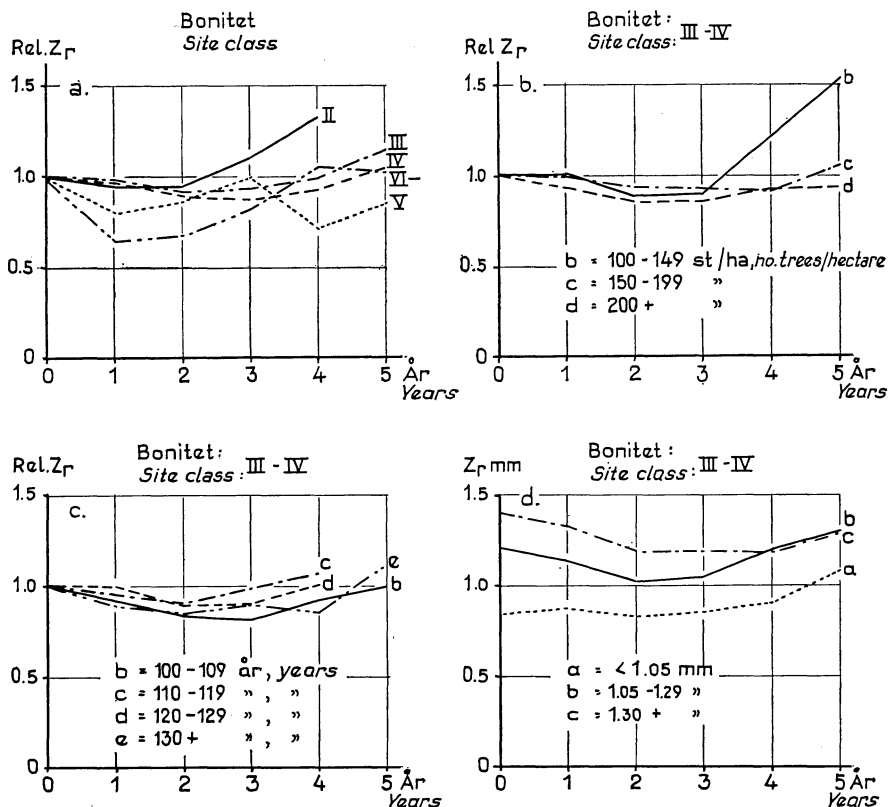 Bonitet
Site class
Rel. Zr
1.5
1.0
0.5
0
a.
II
III
IV
VI
V
0 1 2 3 4 5 År
Years
Bonitet:
Site class: III - IV
Rel Zr
1.5
1.0
0.5
0
b.
b
c
d
b = 100 - 149 st/ha, no. trees/hectare
c = 150 - 199 "
d = 200 + "
0 1 2 3 4 5 År
Years
Bonitet:
Site class: III - IV
Rel. Zr
1.5
1.0
0.5
0
c.
c
d
e
b
b = 100 - 109 år, years
c = 110 - 119 ", "
d = 120 - 129 ", "
e = 130 + ", "
0 1 2 3 4 5 År
Years
Bonitet:
Site class: III - IV
Zr mm
1.5
1.0
0.5
0
d.
b
c
a
a = < 1.05 mm
b = 1.05 - 1.29 "
c = 1.30 + "
0 1 2 3 4 5 År
Years